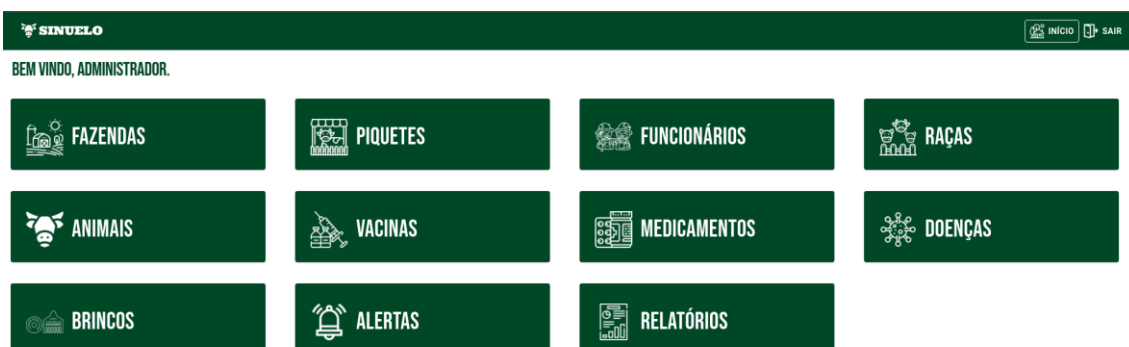 SINUELO
INÍCIO SAIR
BEM VINDO, ADMINISTRADOR.
FAZENDAS
PIQUETES
FUNCIONÁRIOS
RAÇAS
ANIMAIS
VACINAS
MEDICAMENTOS
DOENÇAS
BRINCOS
ALERTAS
RELATÓRIOS